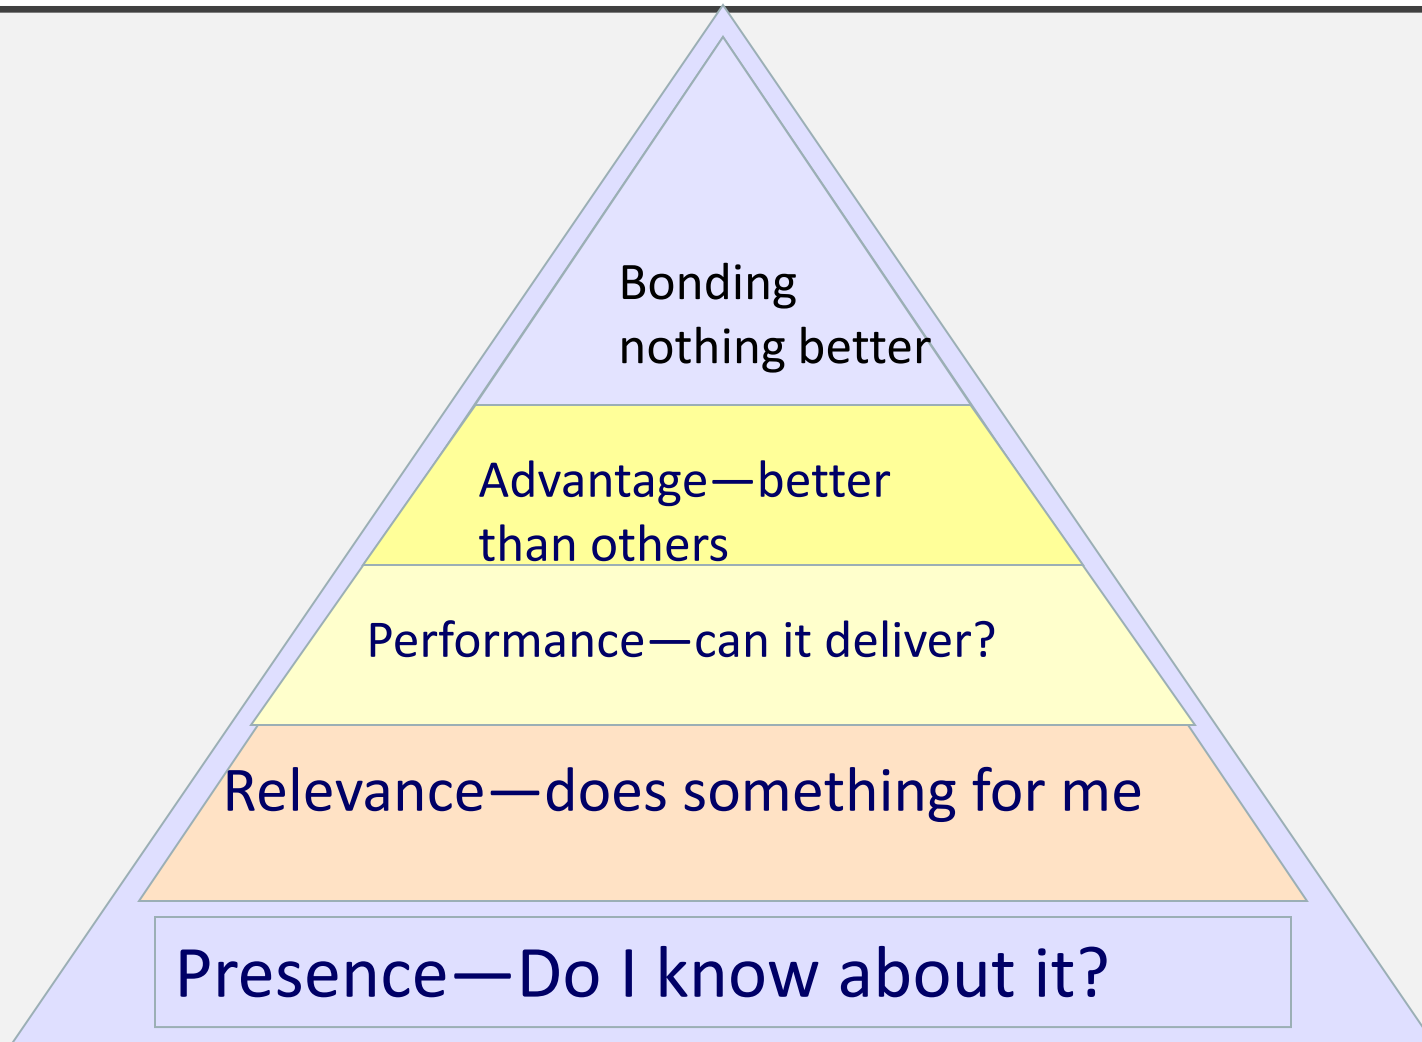 Bonding
nothing better
Advantage—better
than others
Performance—can it deliver?
Relevance—does something for me
Presence—Do I know about it?